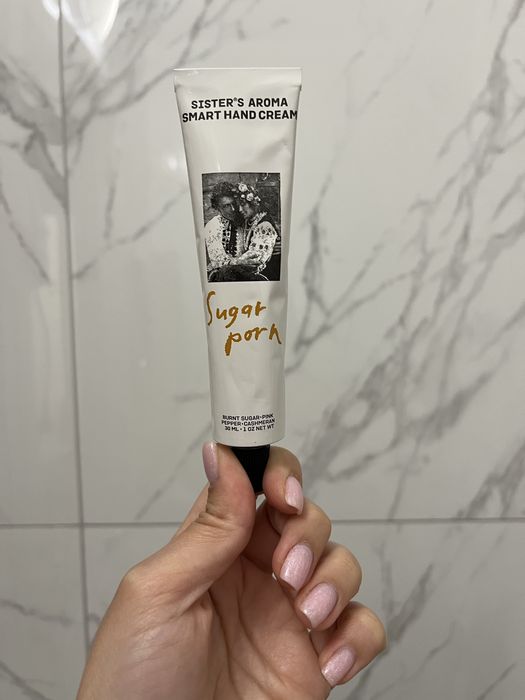 SISTER'S AROMA
SMART HAND CREAM
Sugar
porn
BURNT SUGAR•PINK
PEPPER•CASHMERAN
30 ML • 1 OZ NET WT